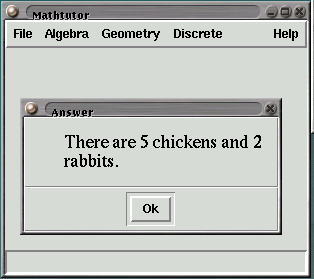 Mathtutor
File Algebra Geometry Discrete Help
Answer
There are 5 chickens and 2
rabbits.
Ok